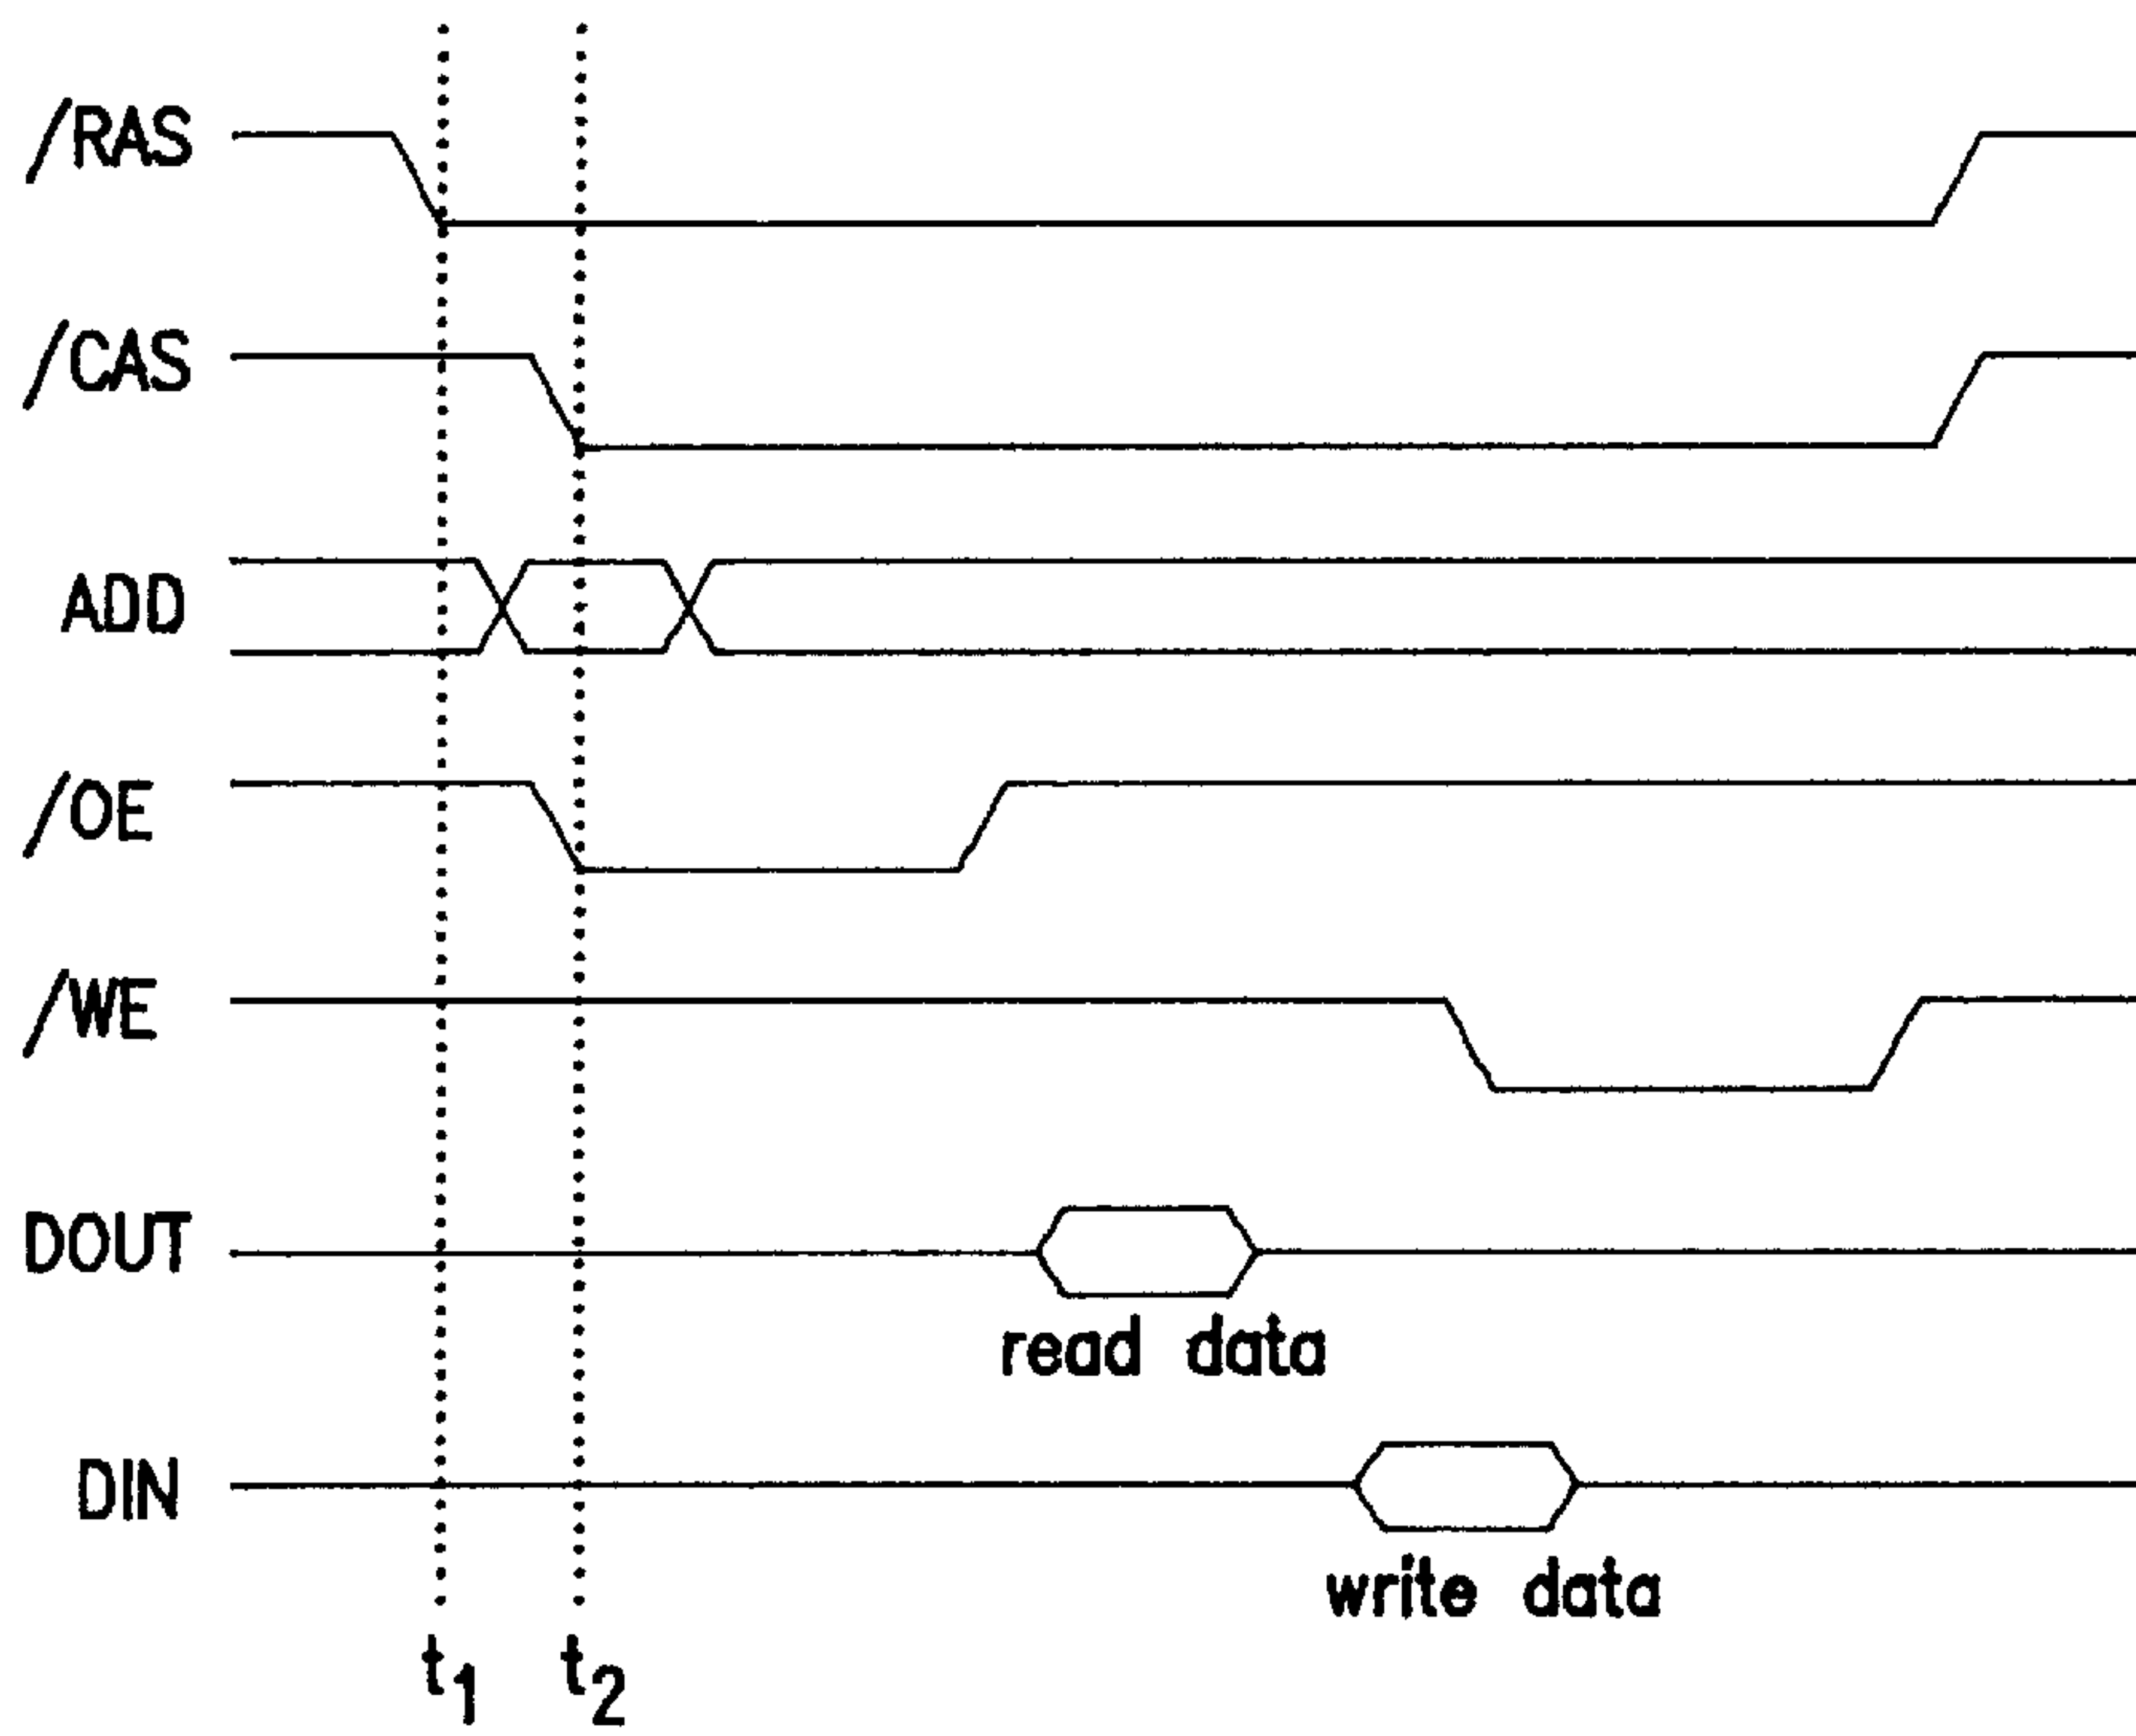 /RAS
/CAS
ADD
/OE
/WE
DOUT
read data
DIN
write data
t1 t2